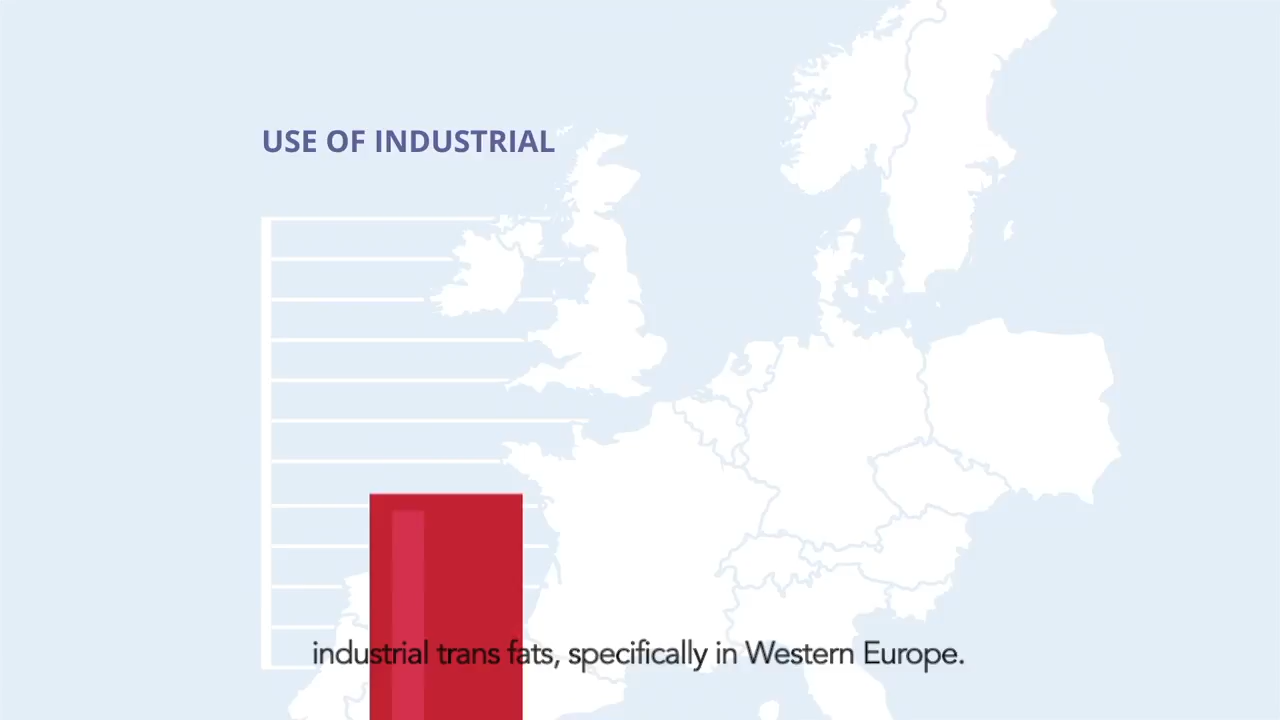 USE OF INDUSTRIAL
industrial trans fats, specifically in Western Europe.